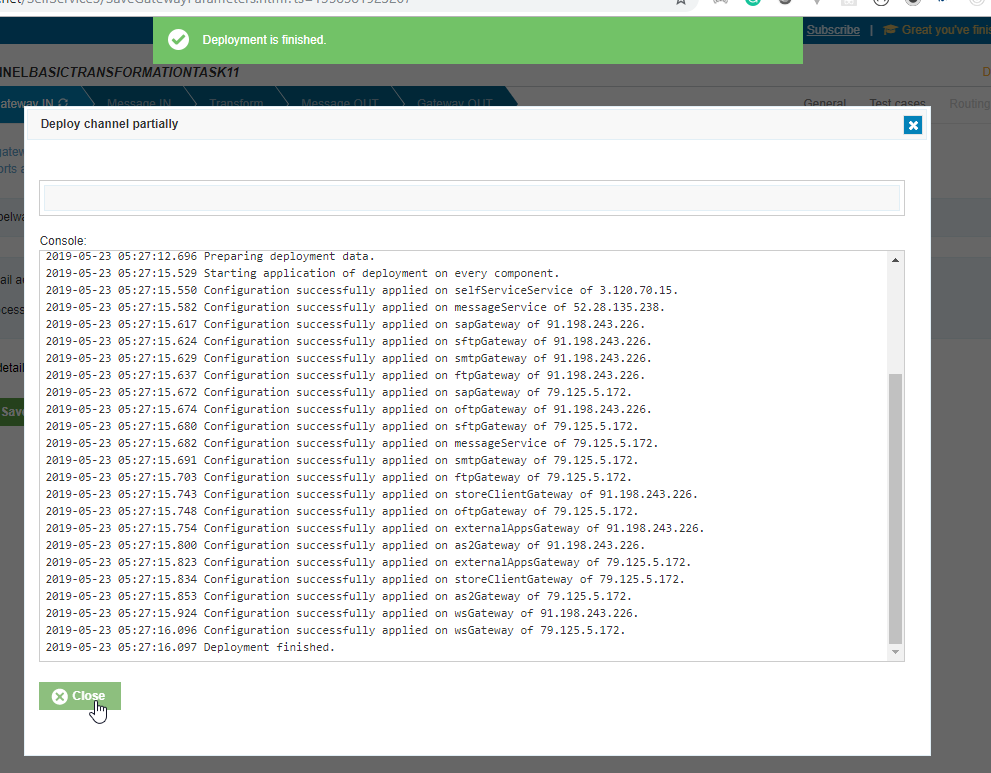 Deployment is finished.
Subscribe | Great you've finis
NELBASICTRANSFORMATIONTASK11
ateway IN Message IN Transform Message OUT Gateway OUT General Test cases Routing
Deploy channel partially
Console:
2019-05-23 05:27:12.696 Preparing deployment data.
2019-05-23 05:27:15.529 Starting application of deployment on every component.
2019-05-23 05:27:15.550 Configuration successfully applied on selfServiceService of 3.120.70.15.
2019-05-23 05:27:15.582 Configuration successfully applied on messageService of 52.28.135.238.
2019-05-23 05:27:15.617 Configuration successfully applied on sapGateway of 91.198.243.226.
2019-05-23 05:27:15.624 Configuration successfully applied on sftpGateway of 91.198.243.226.
2019-05-23 05:27:15.629 Configuration successfully applied on smtpGateway of 91.198.243.226.
2019-05-23 05:27:15.637 Configuration successfully applied on ftpGateway of 91.198.243.226.
2019-05-23 05:27:15.672 Configuration successfully applied on sapGateway of 79.125.5.172.
2019-05-23 05:27:15.674 Configuration successfully applied on oftpGateway of 91.198.243.226.
2019-05-23 05:27:15.680 Configuration successfully applied on sftpGateway of 79.125.5.172.
2019-05-23 05:27:15.682 Configuration successfully applied on messageService of 79.125.5.172.
2019-05-23 05:27:15.691 Configuration successfully applied on smtpGateway of 79.125.5.172.
2019-05-23 05:27:15.703 Configuration successfully applied on ftpGateway of 79.125.5.172.
2019-05-23 05:27:15.743 Configuration successfully applied on storeClientGateway of 91.198.243.226.
2019-05-23 05:27:15.748 Configuration successfully applied on oftpGateway of 79.125.5.172.
2019-05-23 05:27:15.754 Configuration successfully applied on externalAppsGateway of 91.198.243.226.
2019-05-23 05:27:15.800 Configuration successfully applied on as2Gateway of 91.198.243.226.
2019-05-23 05:27:15.823 Configuration successfully applied on externalAppsGateway of 79.125.5.172.
2019-05-23 05:27:15.834 Configuration successfully applied on storeClientGateway of 79.125.5.172.
2019-05-23 05:27:15.853 Configuration successfully applied on as2Gateway of 79.125.5.172.
2019-05-23 05:27:15.924 Configuration successfully applied on wsGateway of 91.198.243.226.
2019-05-23 05:27:16.096 Configuration successfully applied on wsGateway of 79.125.5.172.
2019-05-23 05:27:16.097 Deployment finished.
Save
Close